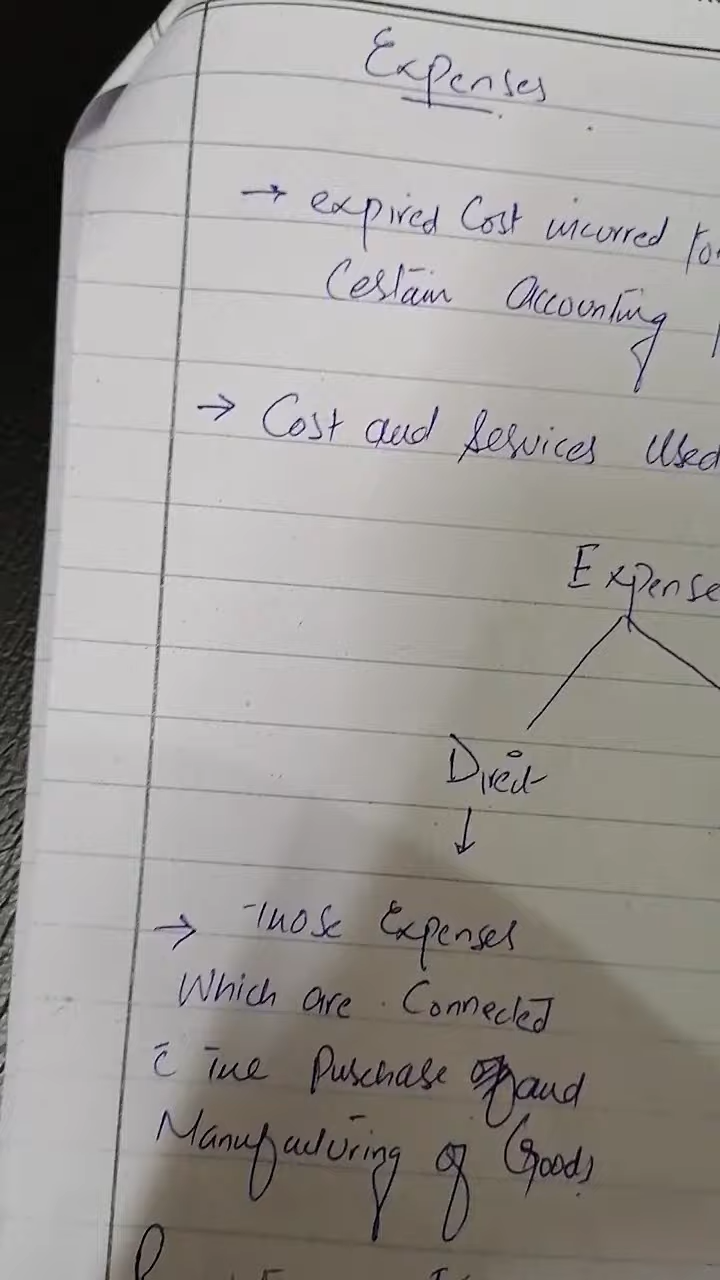 Expenses
→ expired Cost incurred for
Certain Accounting
→ Cost and Services Used
Expense
Direct
↓
→ Those Expenses
Which are Connected
c̄ the Purchase and
Manufacturing of Goods